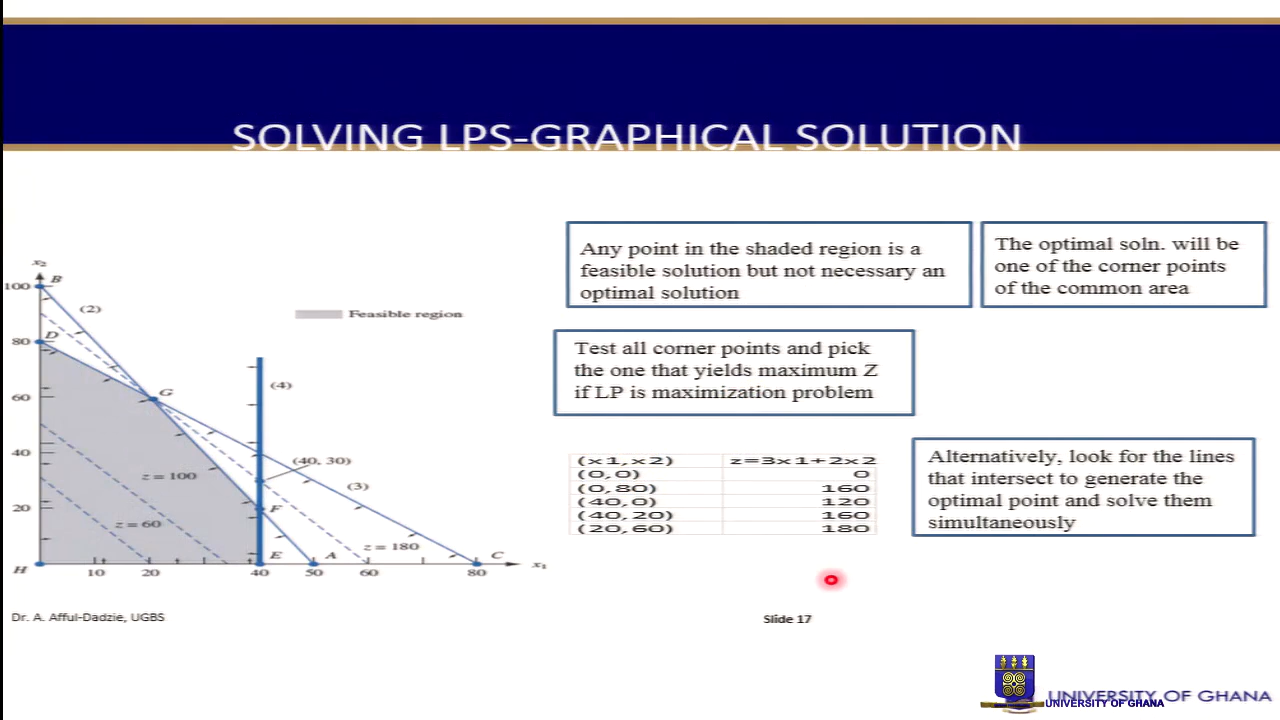 SOLVING LPS-GRAPHICAL SOLUTION
Any point in the shaded region is a
feasible solution but not necessary an
optimal solution
The optimal soln. will be
one of the corner points
of the common area
Test all corner points and pick
the one that yields maximum Z
if LP is maximization problem
(x1,x2) z=3x1+2x2
(0,0) 0
(0,80) 160
(40,0) 120
(40,20) 160
(20,60) 180
Alternatively, look for the lines
that intersect to generate the
optimal point and solve them
simultaneously
x2
100
B
(2)
Feasible region
80
D
(4)
60
G
40
(40, 30)
z = 100
(3)
20
F
z = 60
z = 180
H
E
A
C
x1
10 20 40 50 60 80
Dr. A. Afful-Dadzie, UGBS
Slide 17
UNIVERSITY OF GHANA
UNIVERSITY OF GHANA